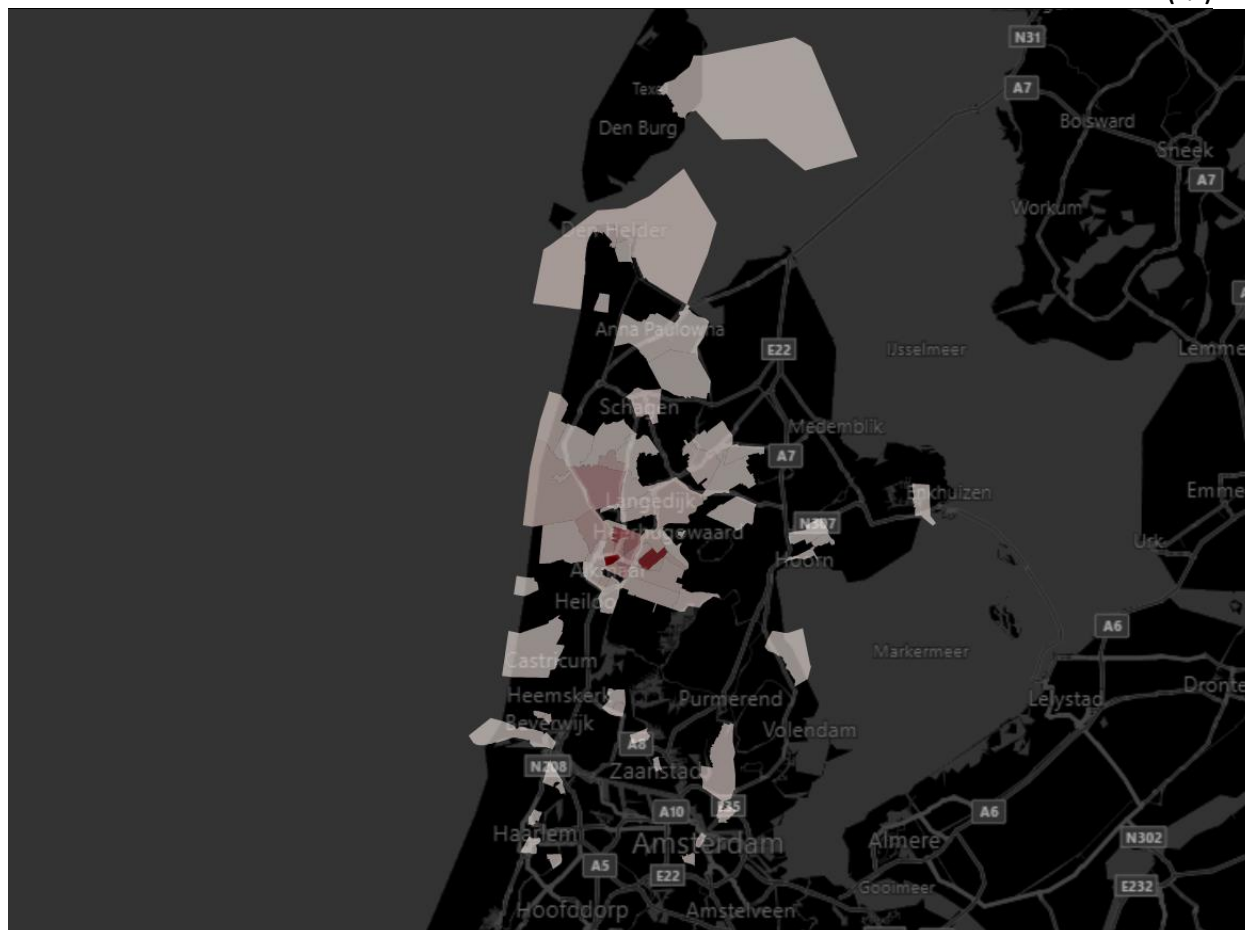 N31
A7
Texel
Bolsward
Den Burg
Sneek
A7
Workum
Den Helder
Anna Paulowna
E22
IJsselmeer
Lemme
Schagen
Medemblik
A7
Langedijk
Enkhuizen
Emme
N307
Heerhugowaard
Urk
Hoorn
Alkmaar
Heiloo
A6
Markermeer
Castricum
Dronte
Heemskerk
Purmerend
Lelystad
Beverwijk
Volendam
A8
N208
Zaanstad
A10
E35
A6
Haarlem
Amsterdam
Almere
N302
A5
E22
Gooimeer
E232
Hoofddorp
Amstelveen